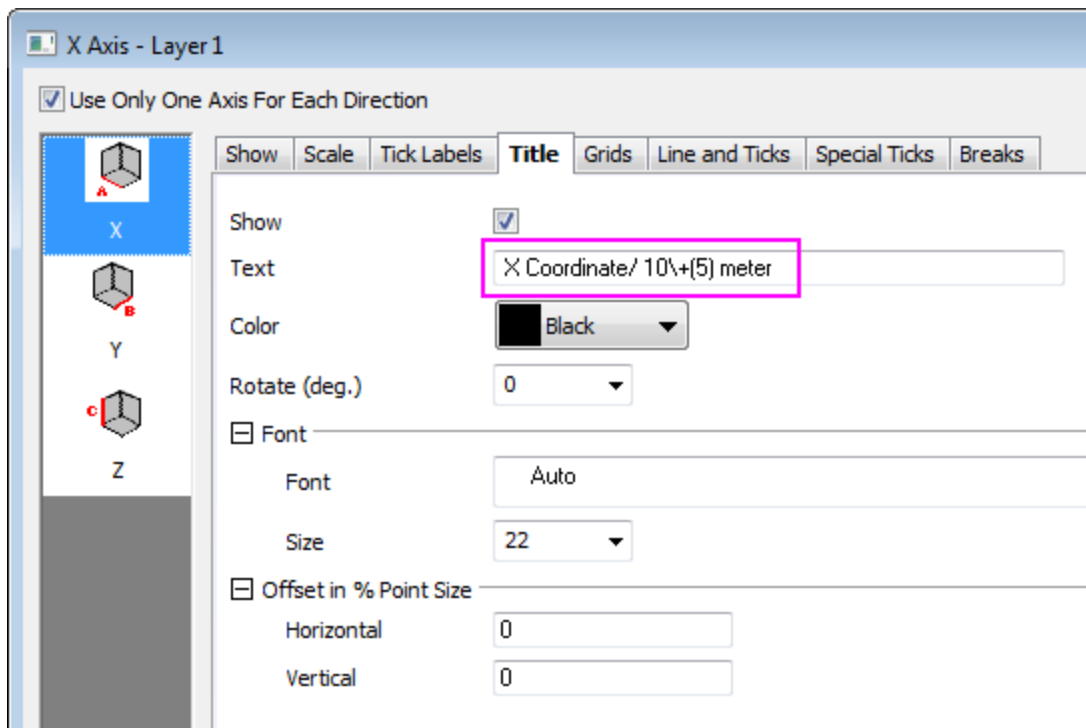 X Axis - Layer 1
Use Only One Axis For Each Direction
Show Scale Tick Labels Title Grids Line and Ticks Special Ticks Breaks
A
X
B
Y
C
Z
Show
Text X Coordinate/ 10\+(5) meter
Color Black
Rotate (deg.) 0
Font
Font Auto
Size 22
Offset in % Point Size
Horizontal 0
Vertical 0